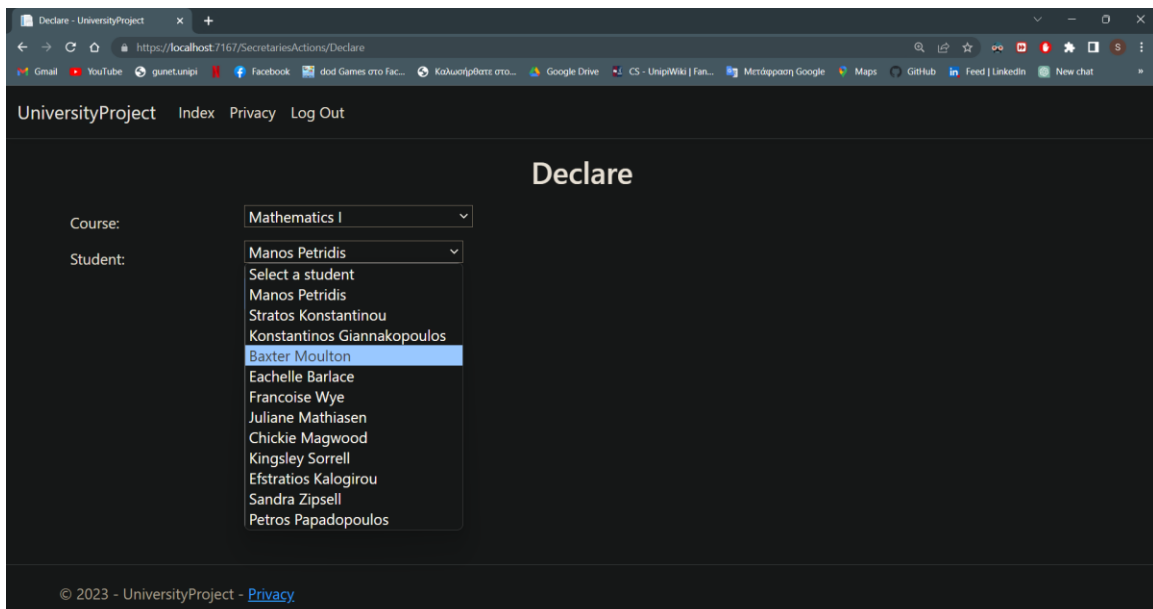 Declare - UniversityProject
https://localhost:7167/SecretariesActions/Declare
Gmail YouTube gunet.unipi Facebook dod Games στο Fac... Καλωσήρθατε στο... Google Drive CS - UnipiWiki | Fan... Μετάφραση Google Maps GitHub Feed | LinkedIn New chat
UniversityProject Index Privacy Log Out
Declare
Course: Mathematics I
Student: Manos Petridis
Select a student
Manos Petridis
Stratos Konstantinou
Konstantinos Giannakopoulos
Baxter Moulton
Eachelle Barlace
Francoise Wye
Juliane Mathiasen
Chickie Magwood
Kingsley Sorrell
Efstratios Kalogirou
Sandra Zipsell
Petros Papadopoulos
© 2023 - UniversityProject - Privacy